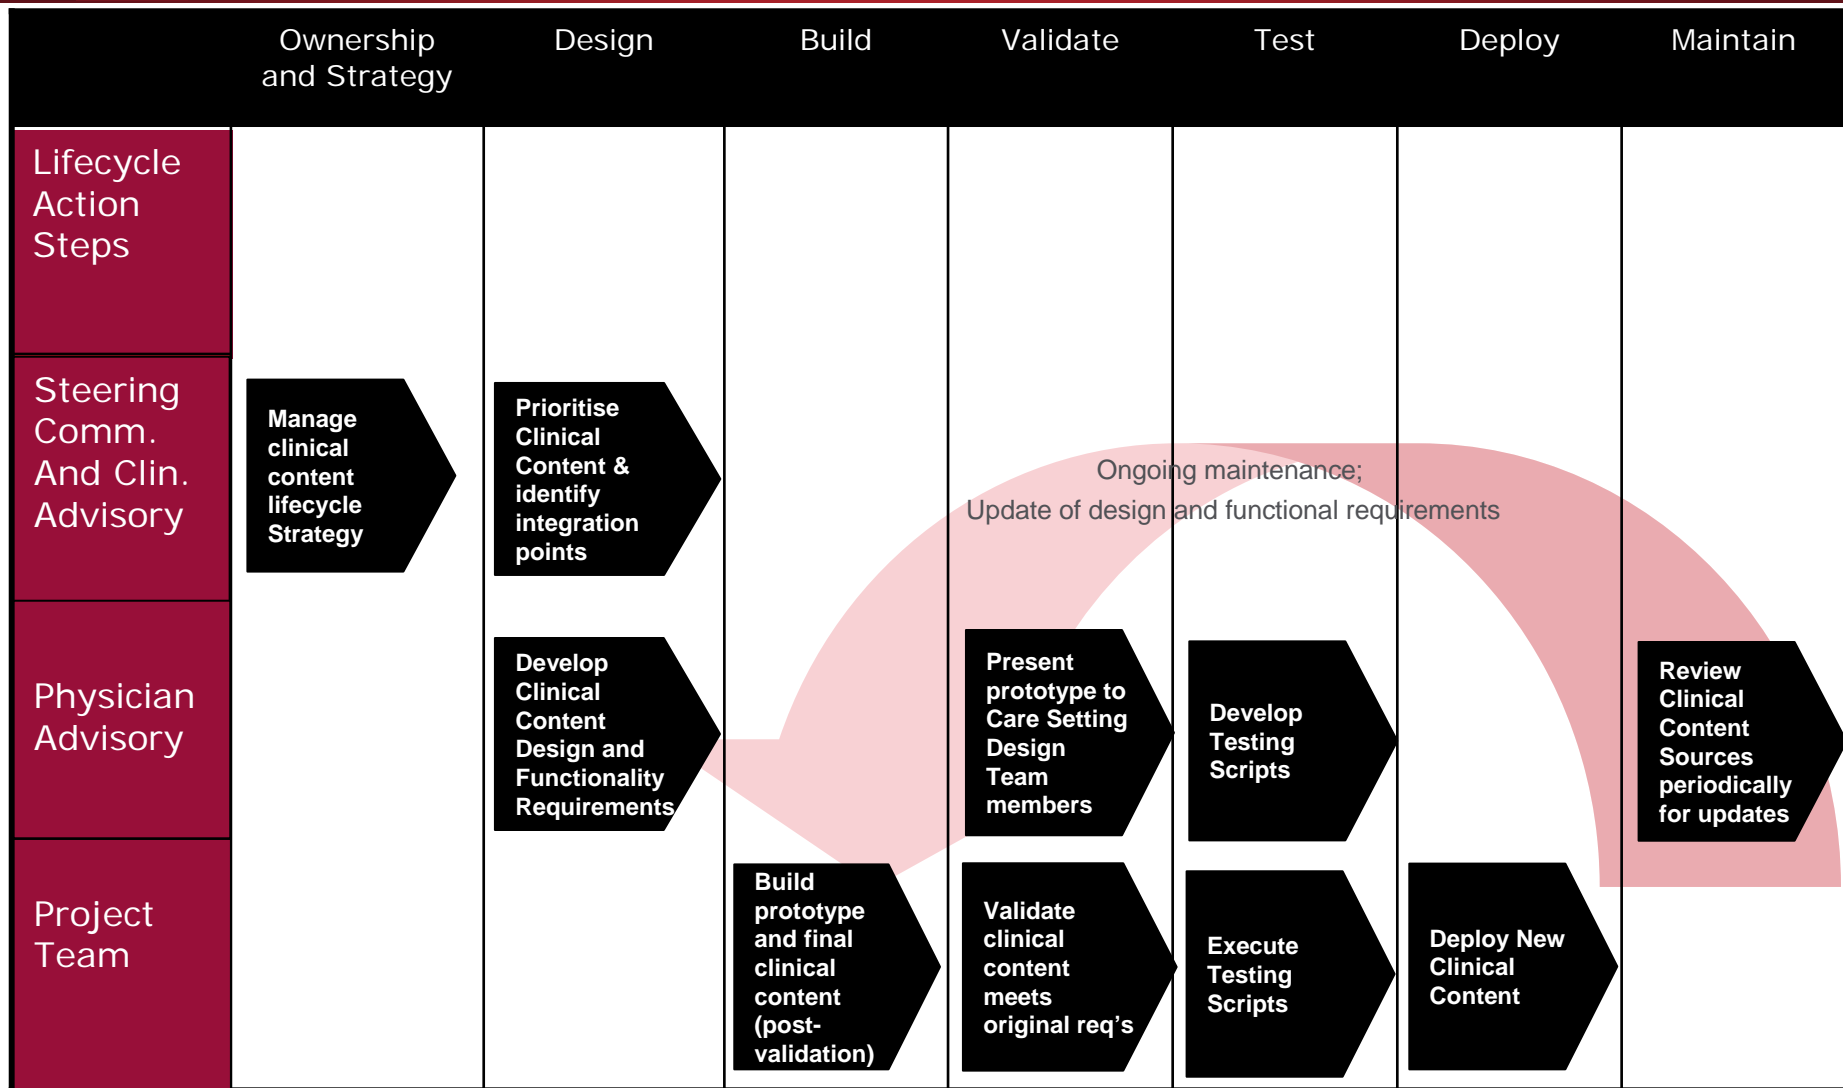 Ownership
and Strategy
Design
Build
Validate
Test
Deploy
Maintain
Lifecycle
Action
Steps
Steering
Comm.
And Clin.
Advisory
Manage
clinical
content
lifecycle
Strategy
Prioritise
Clinical
Content &
identify
integration
points
Ongoing maintenance;
Update of design and functional requirements
Physician
Advisory
Develop
Clinical
Content
Design and
Functionality
Requirements
Present
prototype to
Care Setting
Design
Team
members
Develop
Testing
Scripts
Review
Clinical
Content
Sources
periodically
for updates
Project
Team
Build
prototype
and final
clinical
content
(post-
validation)
Validate
clinical
content
meets
original req’s
Execute
Testing
Scripts
Deploy New
Clinical
Content